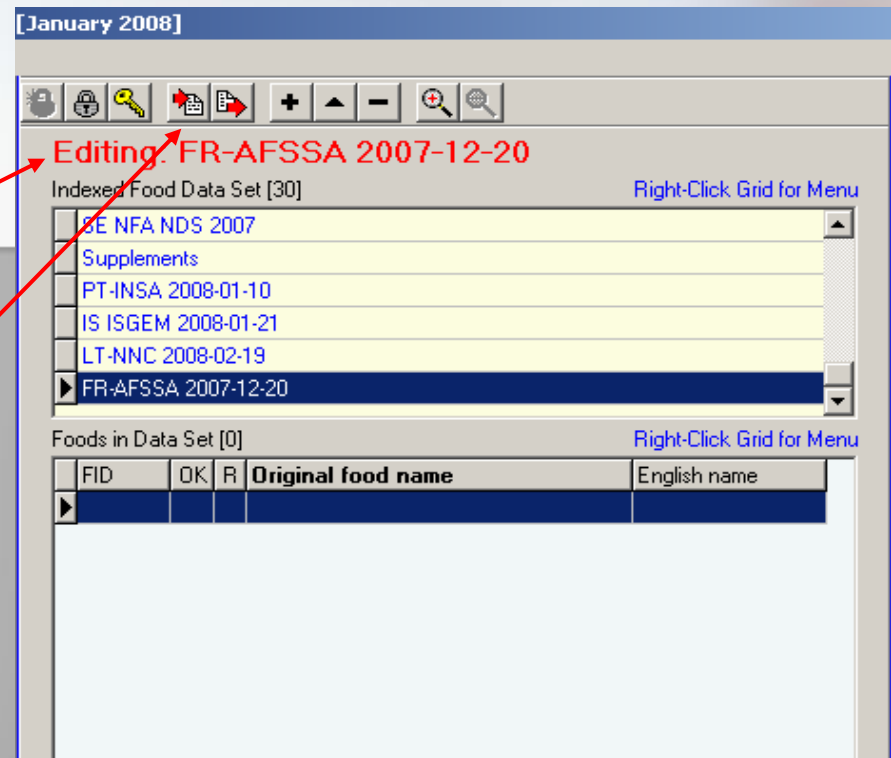 [January 2008]
Editing: FR-AFSSA 2007-12-20
Indexed Food Data Set [30] Right-Click Grid for Menu
SE NFA NDS 2007
Supplements
PT-INSA 2008-01-10
IS ISGEM 2008-01-21
LT-NNC 2008-02-19
FR-AFSSA 2007-12-20
Foods in Data Set [0] Right-Click Grid for Menu
FID OK R Original food name English name